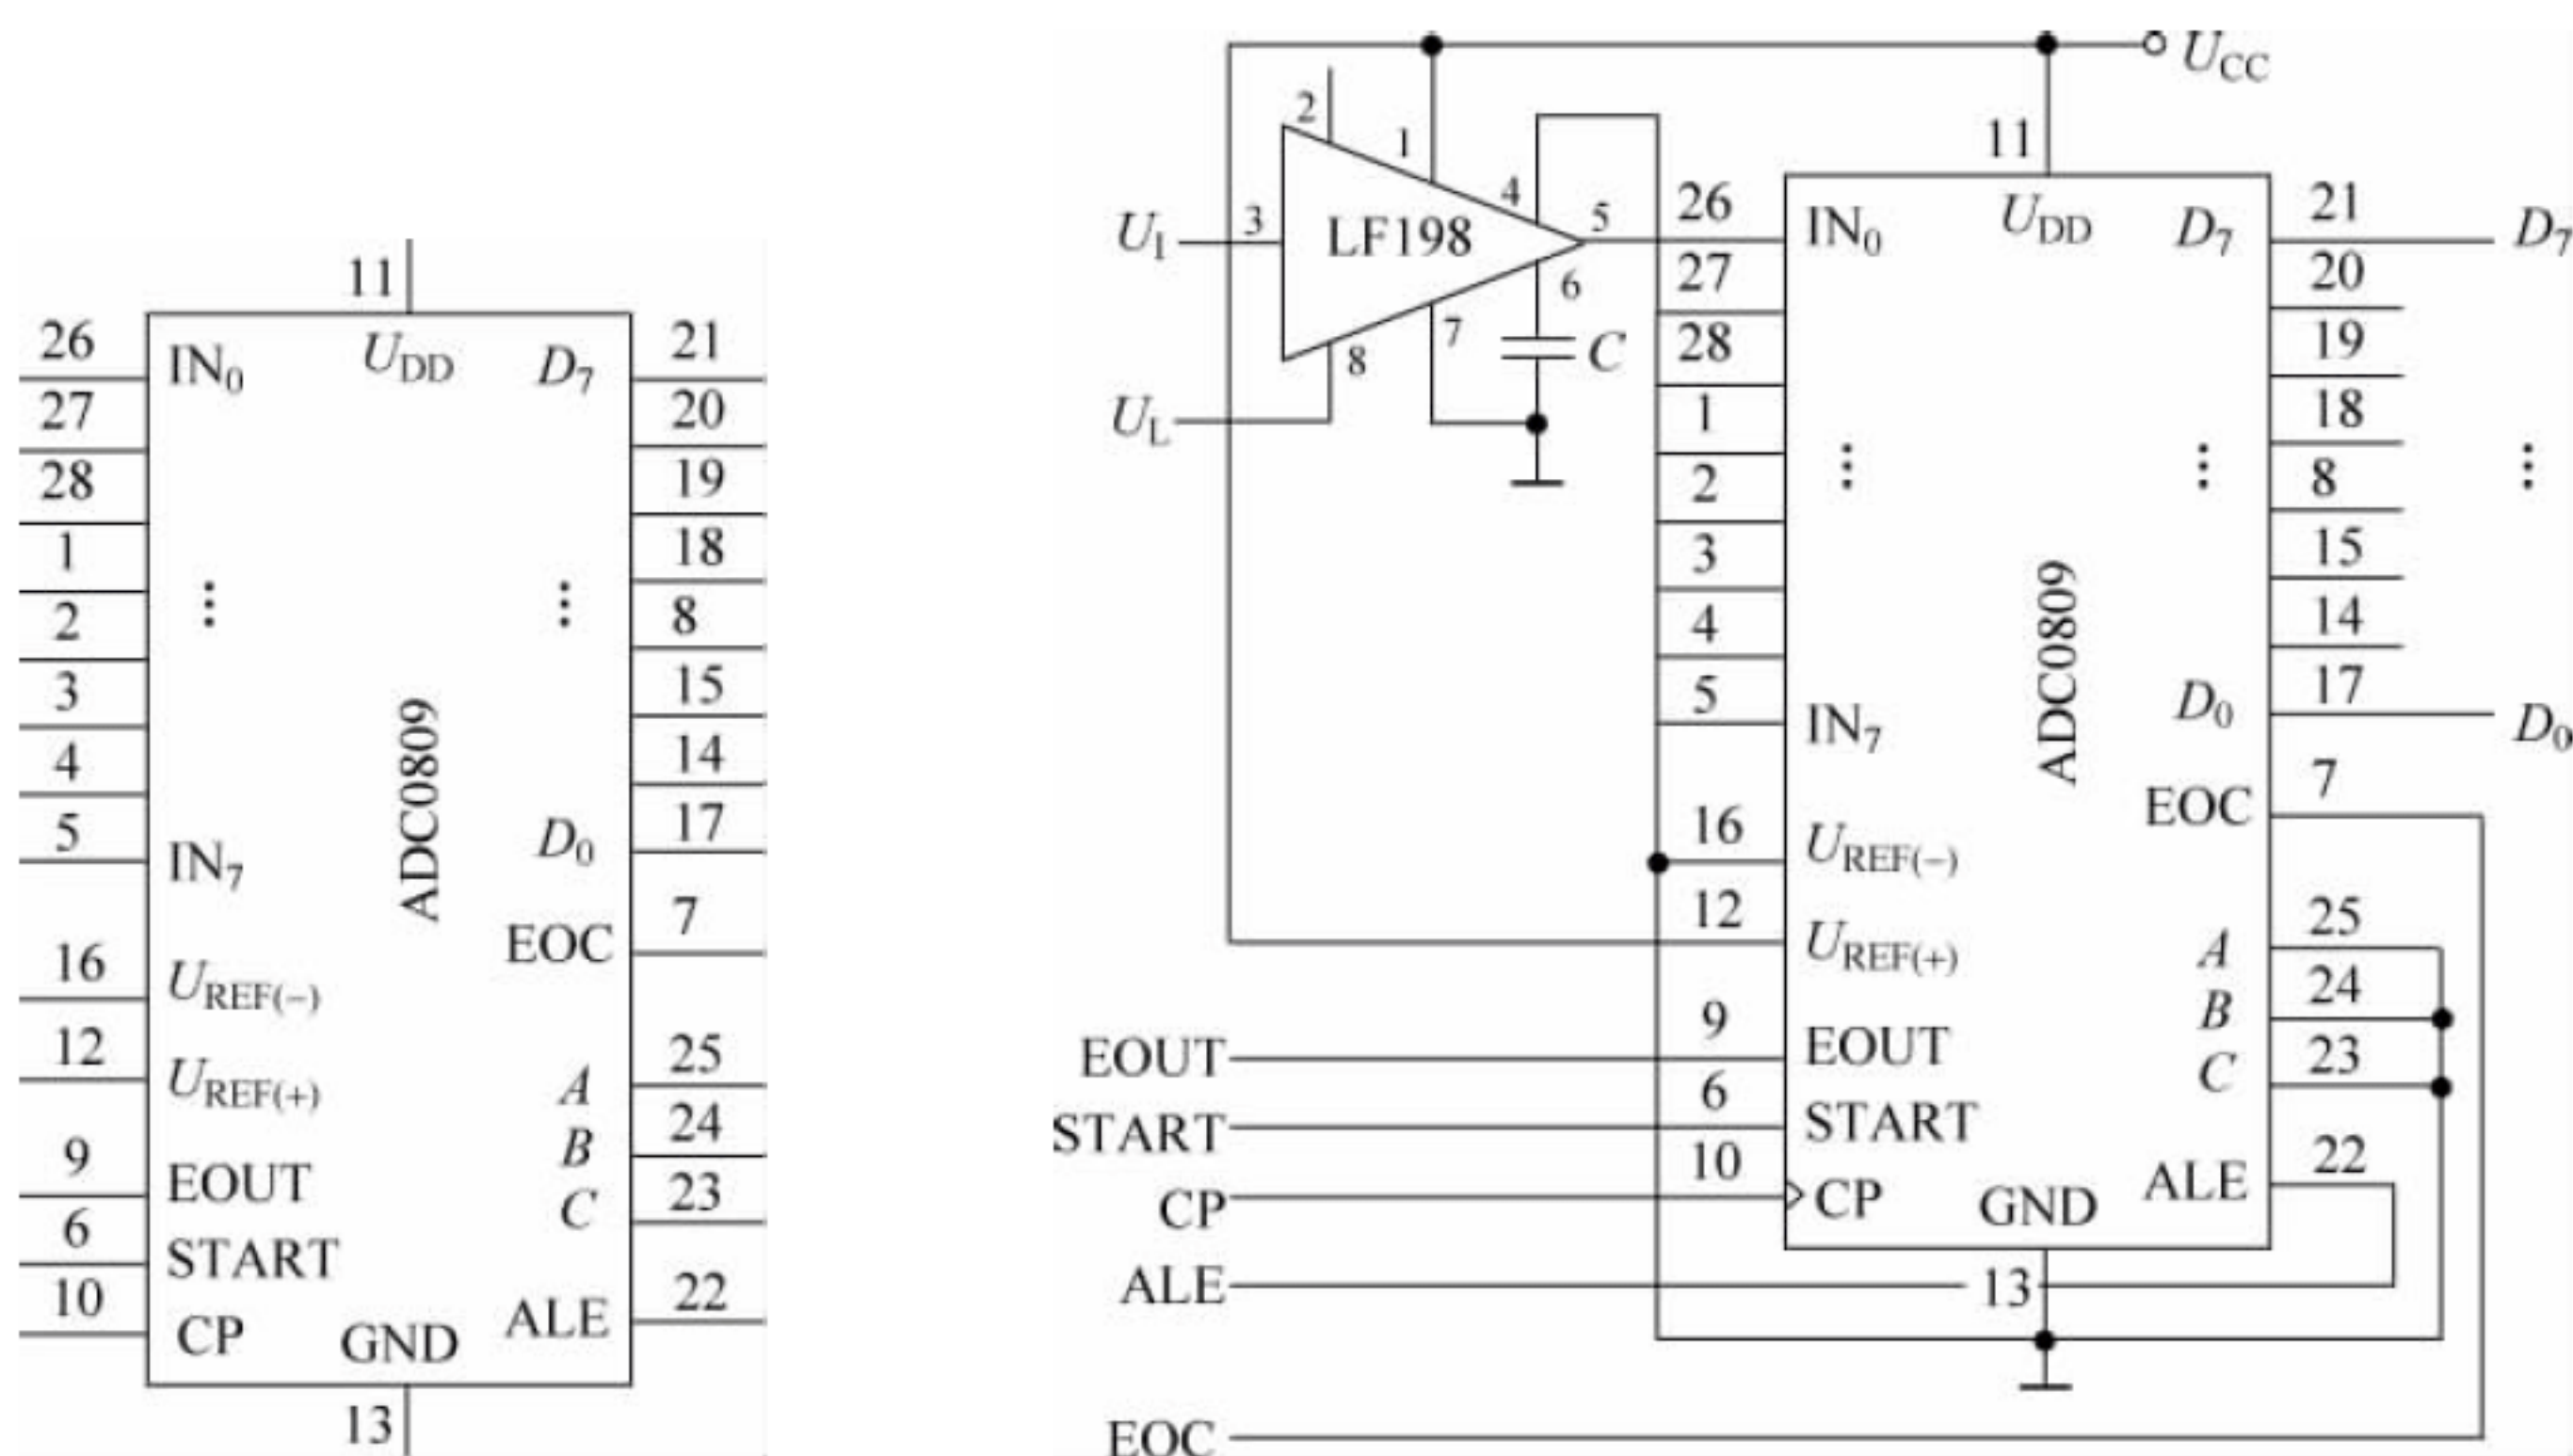 11
26 IN0 UDD D7 21
27 20
28 19
1 18
2 ⋮ ⋮ 8
3 15
4 14
5 IN7 D0 17
ADC0809
EOC 7
16 UREF(−)
12 UREF(+) A 25
B 24
9 EOUT C 23
6 START
10 CP GND ALE 22
13
UCC
2 1 11
4
UI 3 LF198 5 26 IN0 UDD D7 21 D7
6 27 20
7 C 28 19
8
UL 1 18
2 ⋮ ⋮ 8 ⋮
3 15
4 14
5 IN7 D0 17 D0
ADC0809
EOC 7
16 UREF(−)
12 UREF(+) A 25
B 24
EOUT 9 EOUT C 23
START 6 START
CP 10 CP GND ALE 22
ALE 13
EOC